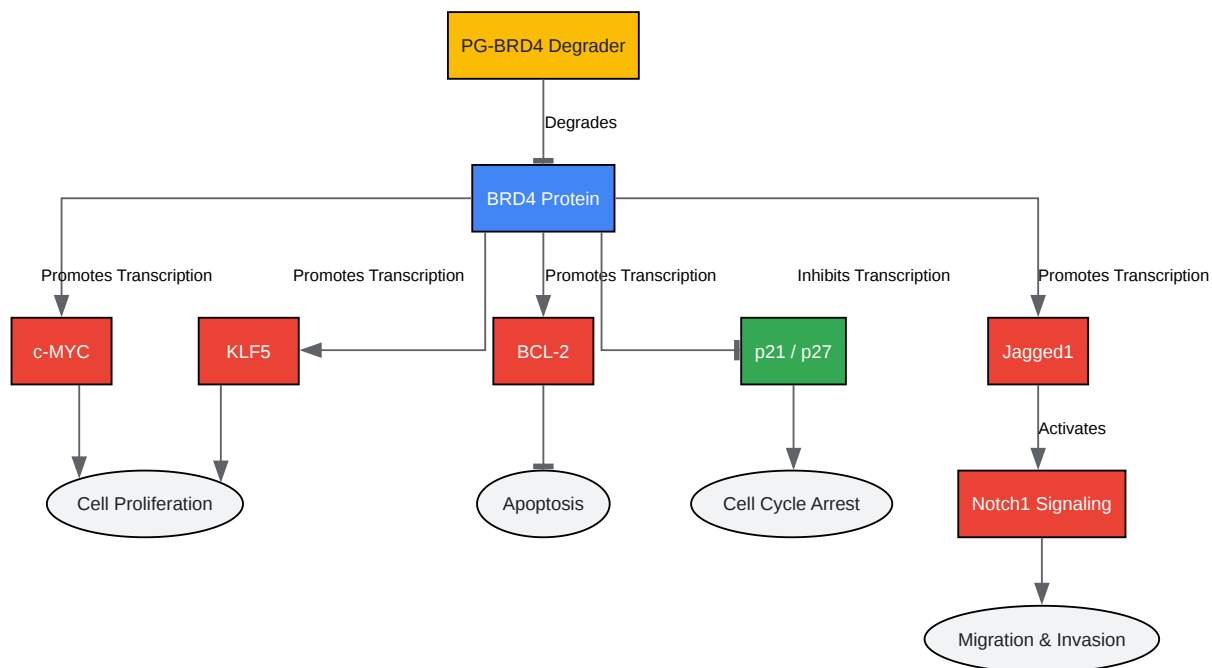 PG-BRD4 Degrader
Degrades
BRD4 Protein
Promotes Transcription
Promotes Transcription
Promotes Transcription
Inhibits Transcription
Promotes Transcription
c-MYC
KLF5
BCL-2
p21 / p27
Jagged1
Activates
Cell Proliferation
Apoptosis
Cell Cycle Arrest
Notch1 Signaling
Migration & Invasion